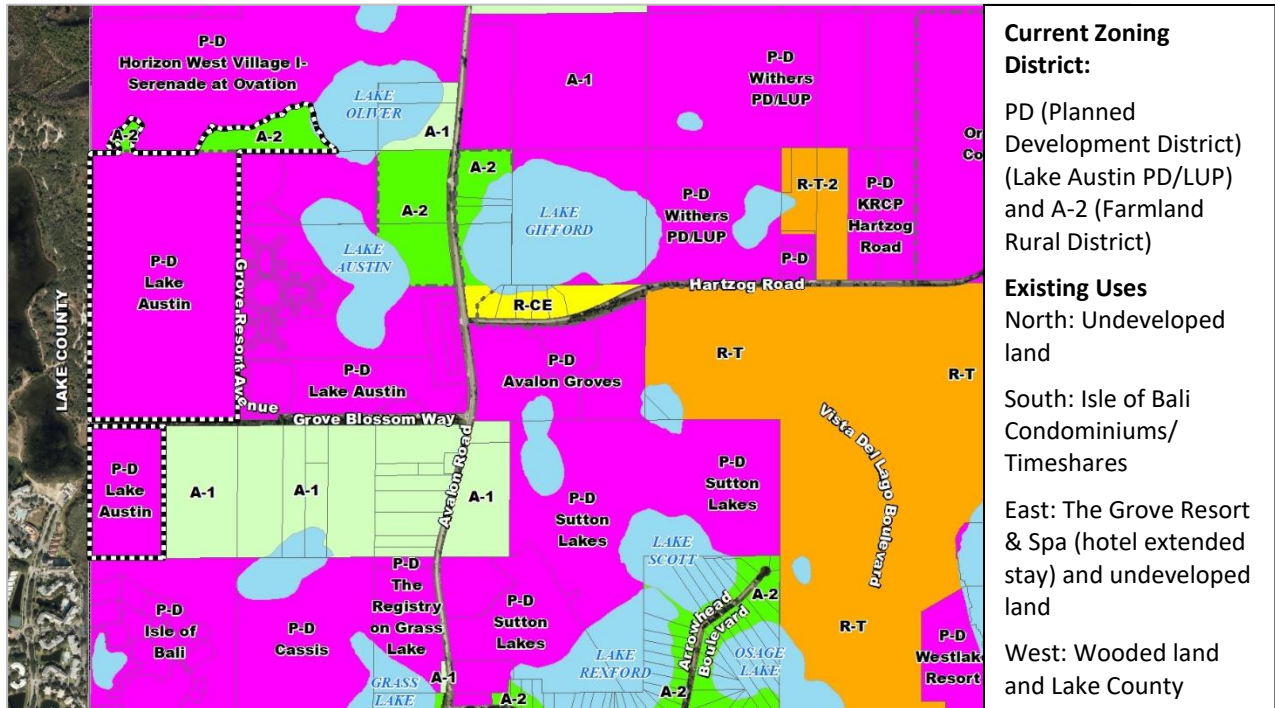 P-D
Horizon West Village I-
Serenade at Ovation
LAKE
OLIVER
A-1
A-1
P-D
Withers
PD/LUP
A-2
A-2
A-2
A-2
P-D
Lake
Austin
Grove Resort Avenue
LAKE
AUSTIN
LAKE
GIFFORD
P-D
Withers
PD/LUP
R-T-2
P-D
KRCP
Hartzog
Road
P-D
Or
Co
LAKE COUNTY
R-CE
Hartzog Road
P-D
Lake Austin
P-D
Avalon Groves
R-T
R-T
Grove Blossom Way
Avalon Road
Vista Del Lago Boulevard
P-D
Lake
Austin
A-1
A-1
A-1
P-D
Sutton
Lakes
P-D
Sutton
Lakes
LAKE
SCOTT
A-2
P-D
Isle of
Bali
P-D
Cassis
P-D
The
Registry
on Grass
Lake
P-D
Sutton
Lakes
Arrowhead
Boulevard
LAKE
REXFORD
OSAGE
LAKE
R-T
P-D
Westlake
Resort
GRASS
LAKE
A-1
A-2
A-2
Current Zoning
District:
PD (Planned
Development District)
(Lake Austin PD/LUP)
and A-2 (Farmland
Rural District)
Existing Uses
North: Undeveloped
land
South: Isle of Bali
Condominiums/
Timeshares
East: The Grove Resort
& Spa (hotel extended
stay) and undeveloped
land
West: Wooded land
and Lake County